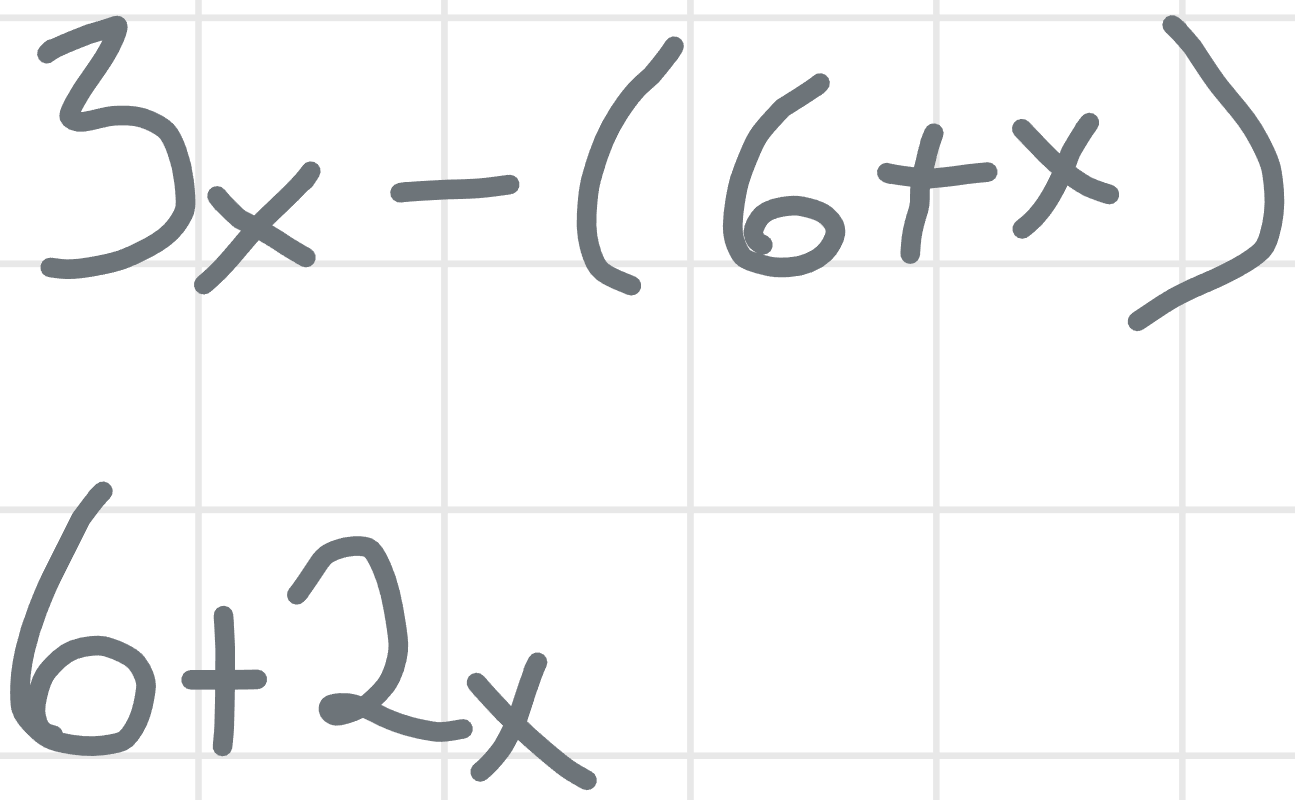 3x - (6 + x)
6 + 2x